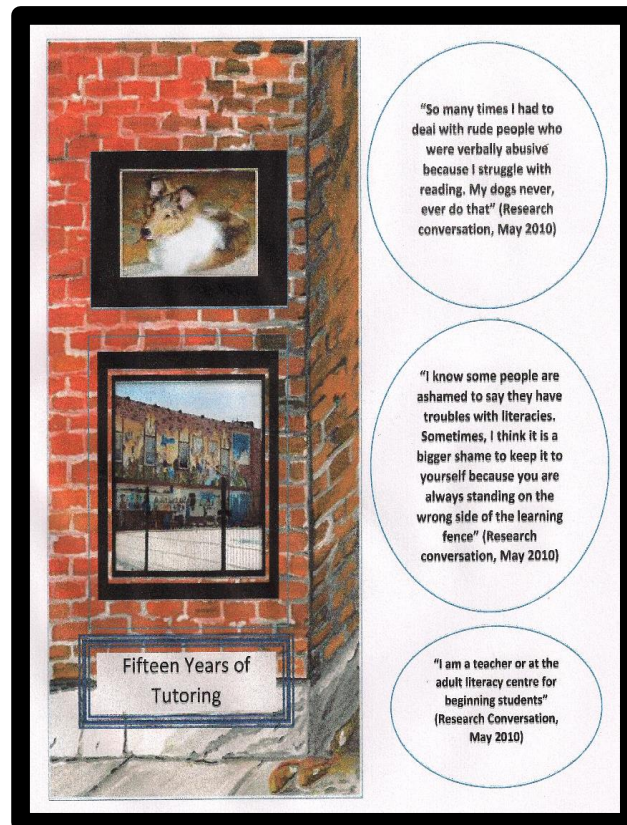 "So many times I had to
deal with rude people who
were verbally abusive
because I struggle with
reading. My dogs never,
ever do that" (Research
conversation, May 2010)
"I know some people are
ashamed to say they have
troubles with literacies.
Sometimes, I think it is a
bigger shame to keep it to
yourself because you are
always standing on the
wrong side of the learning
fence" (Research
conversation, May 2010)
Fifteen Years of
Tutoring
"I am a teacher or at the
adult literacy centre for
beginning students"
(Research Conversation,
May 2010)